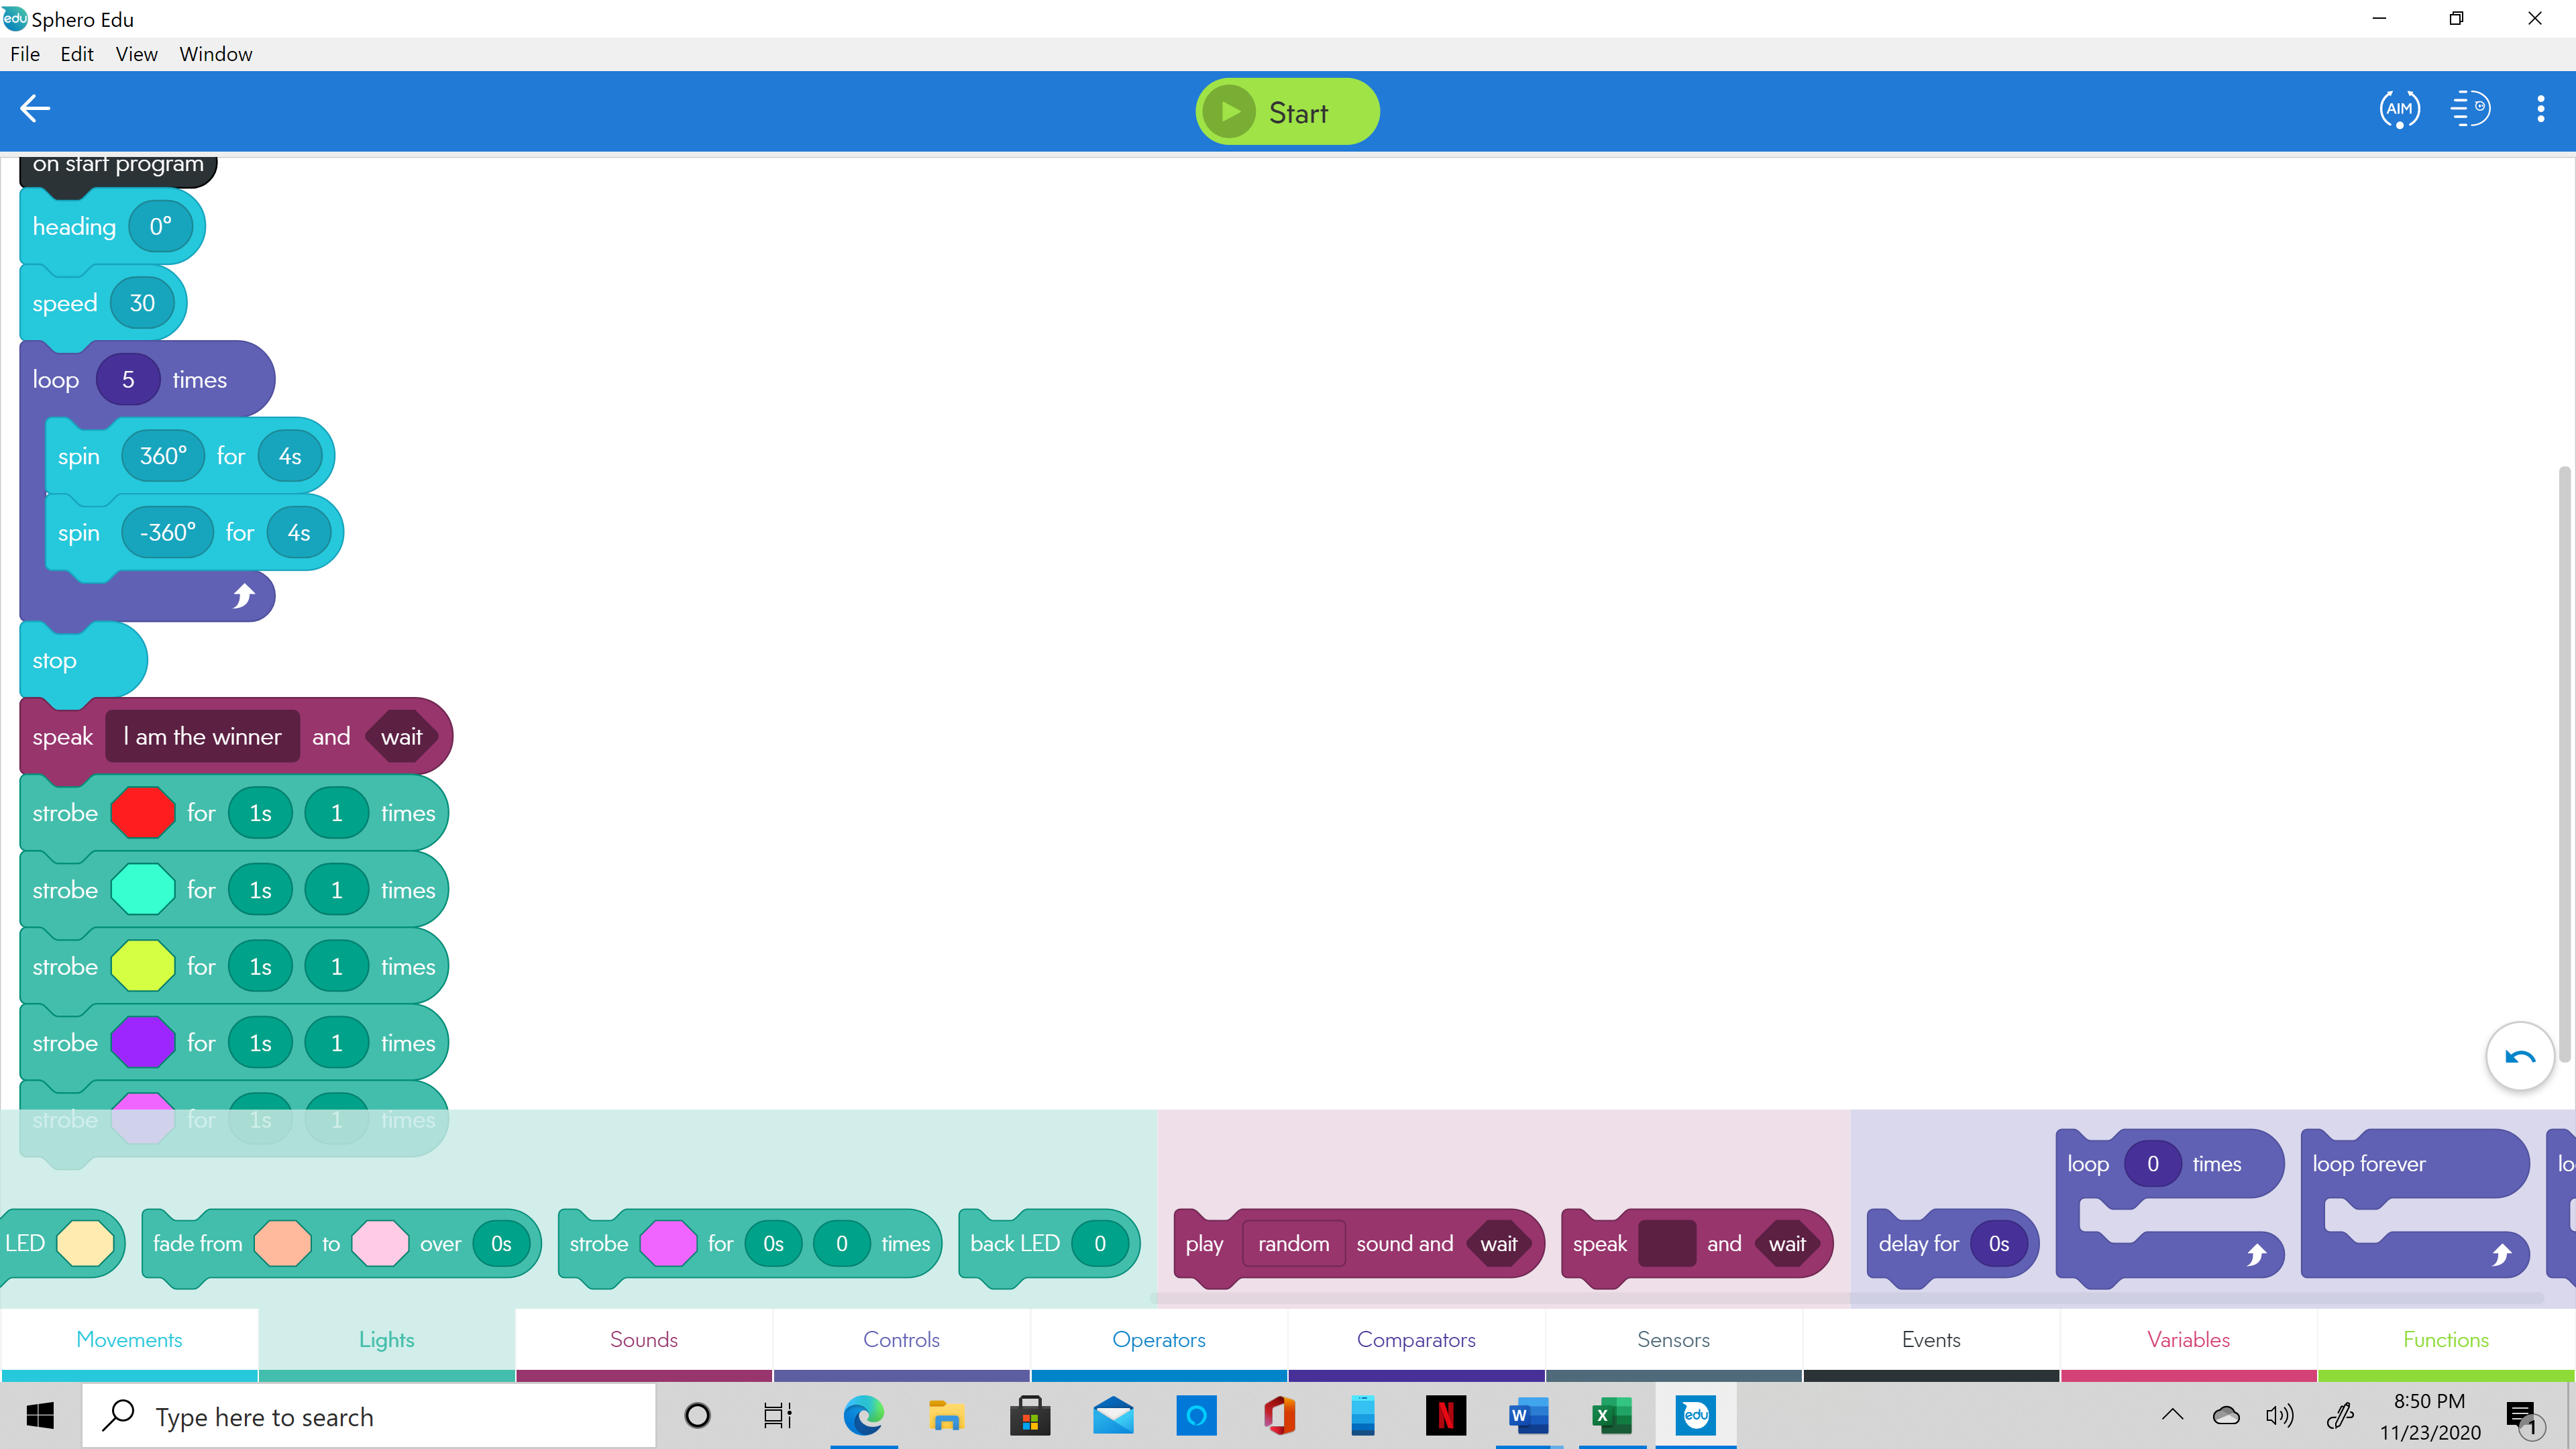 edu Sphero Edu
File Edit View Window
Start
AIM
on start program
heading 0°
speed 30
loop 5 times
spin 360° for 4s
spin -360° for 4s
stop
speak I am the winner and wait
strobe for 1s 1 times
strobe for 1s 1 times
strobe for 1s 1 times
strobe for 1s 1 times
strobe for 1s 1 times
loop 0 times loop forever lo
LED fade from to over 0s strobe for 0s 0 times back LED 0 play random sound and wait speak and wait delay for 0s
Movements Lights Sounds Controls Operators Comparators Sensors Events Variables Functions
Type here to search
N W X edu
8:50 PM
11/23/2020
1